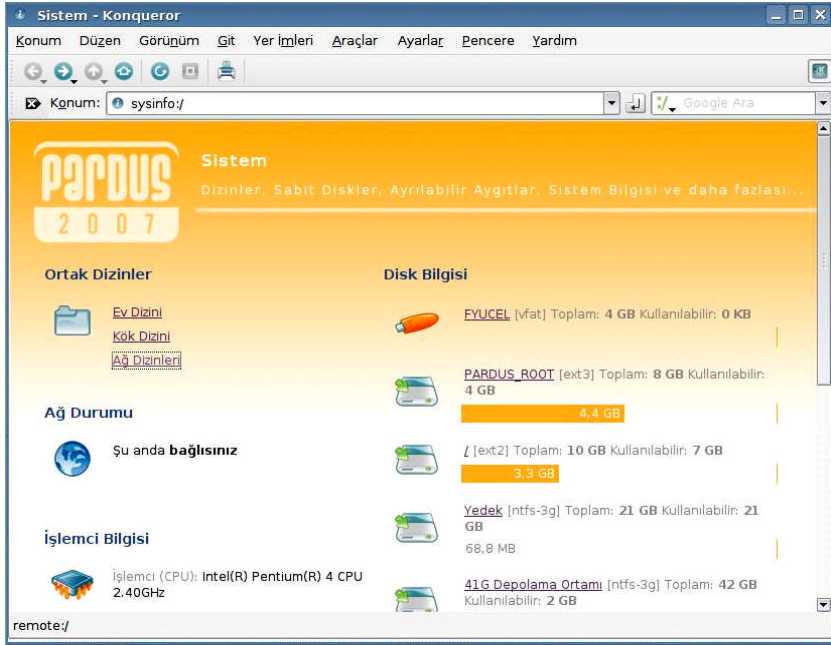 Sistem - Konqueror
Konum Düzen Görünüm Git Yer İmleri Araçlar Ayarlar Pencere Yardım
Konum: sysinfo:/ Google Ara
PARDUS
2007
Sistem
Dizinler, Sabit Diskler, Ayrılabilir Aygıtlar, Sistem Bilgisi ve daha fazlası...
Ortak Dizinler
Ev Dizini
Kök Dizini
Ağ Dizinleri
Ağ Durumu
Şu anda bağlısınız
İşlemci Bilgisi
İşlemci (CPU): Intel(R) Pentium(R) 4 CPU
2.40GHz
Disk Bilgisi
FYUCEL [vfat] Toplam: 4 GB Kullanılabilir: 0 KB
PARDUS_ROOT [ext3] Toplam: 8 GB Kullanılabilir:
4 GB
4,4 GB
/ [ext2] Toplam: 10 GB Kullanılabilir: 7 GB
3,3 GB
Yedek [ntfs-3g] Toplam: 21 GB Kullanılabilir: 21
GB
68,8 MB
41G Depolama Ortamı [ntfs-3g] Toplam: 42 GB
Kullanılabilir: 2 GB
remote:/